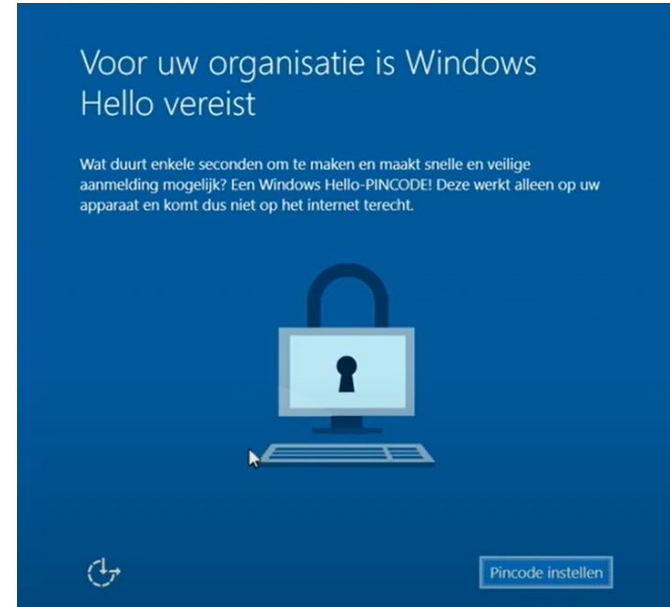 Voor uw organisatie is Windows
Hello vereist
Wat duurt enkele seconden om te maken en maakt snelle en veilige
aanmelding mogelijk? Een Windows Hello-PINCODE! Deze werkt alleen op uw
apparaat en komt dus niet op het internet terecht.
Pincode instellen